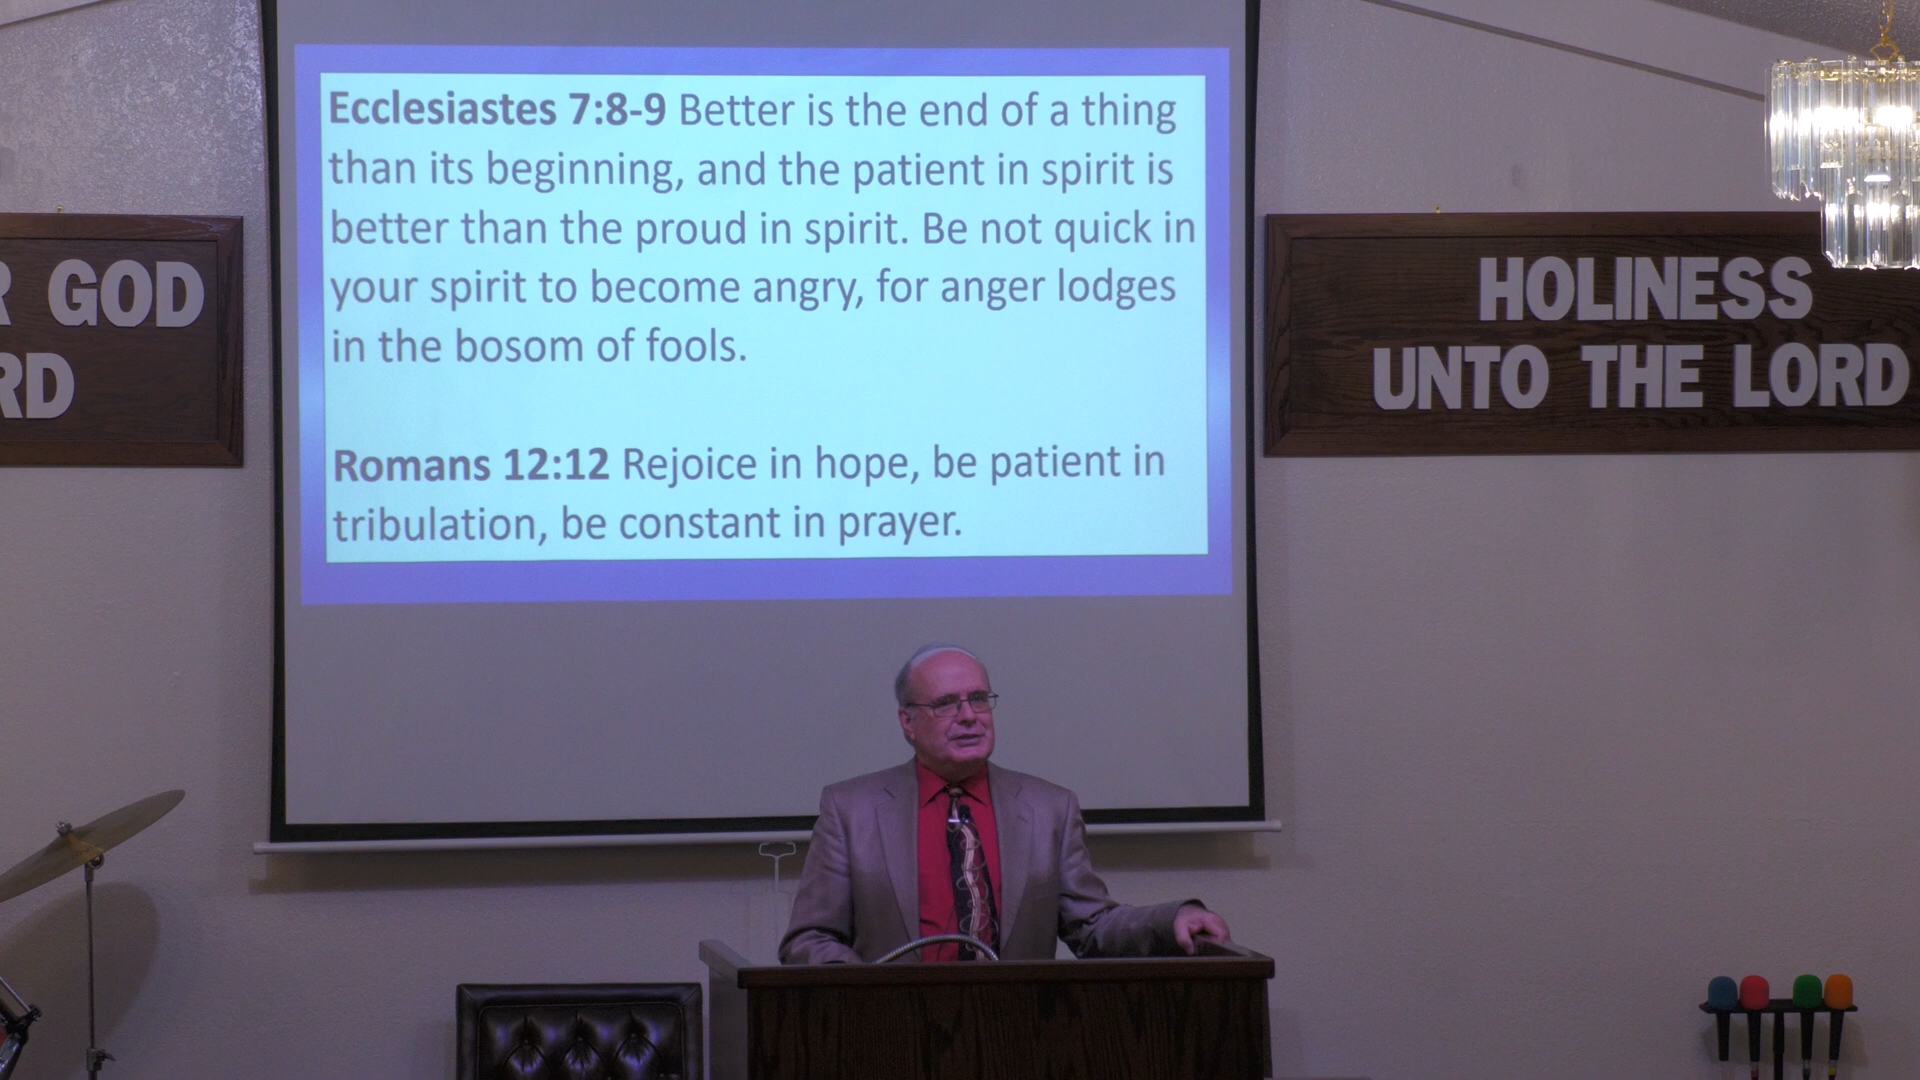 Ecclesiastes 7:8-9 Better is the end of a thing
than its beginning, and the patient in spirit is
better than the proud in spirit. Be not quick in
your spirit to become angry, for anger lodges
in the bosom of fools.
Romans 12:12 Rejoice in hope, be patient in
tribulation, be constant in prayer.
GOD
HOLINESS
UNTO THE LORD